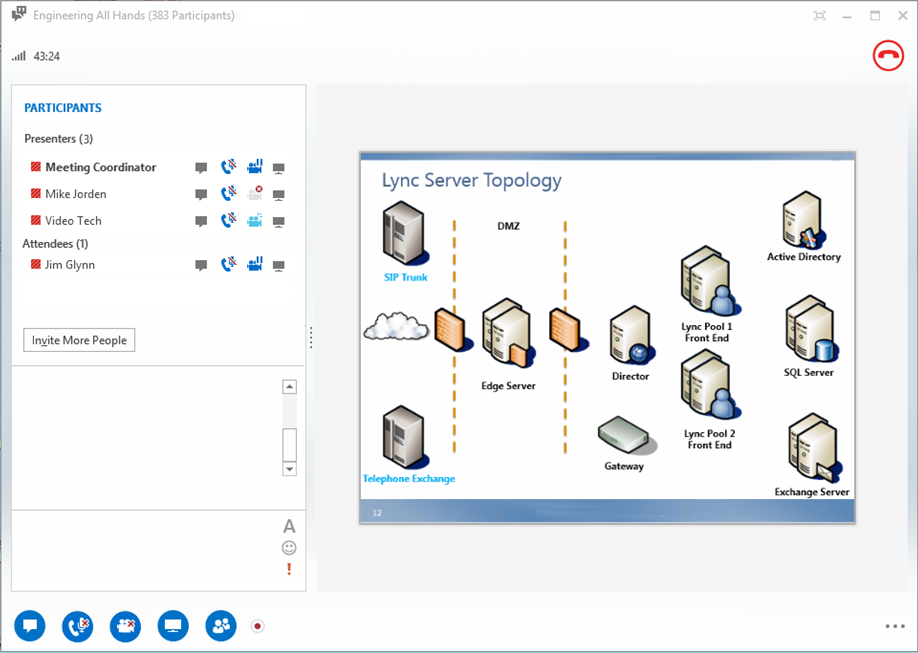 Engineering All Hands (383 Participants)
43:24
PARTICIPANTS
Presenters (3)
Meeting Coordinator
Mike Jorden
Video Tech
Attendees (1)
Jim Glynn
Invite More People
A
!
Lync Server Topology
DMZ
SIP Trunk
Active Directory
Lync Pool 1
Front End
Edge Server
Director
SQL Server
Lync Pool 2
Front End
Gateway
Telephone Exchange
Exchange Server
12